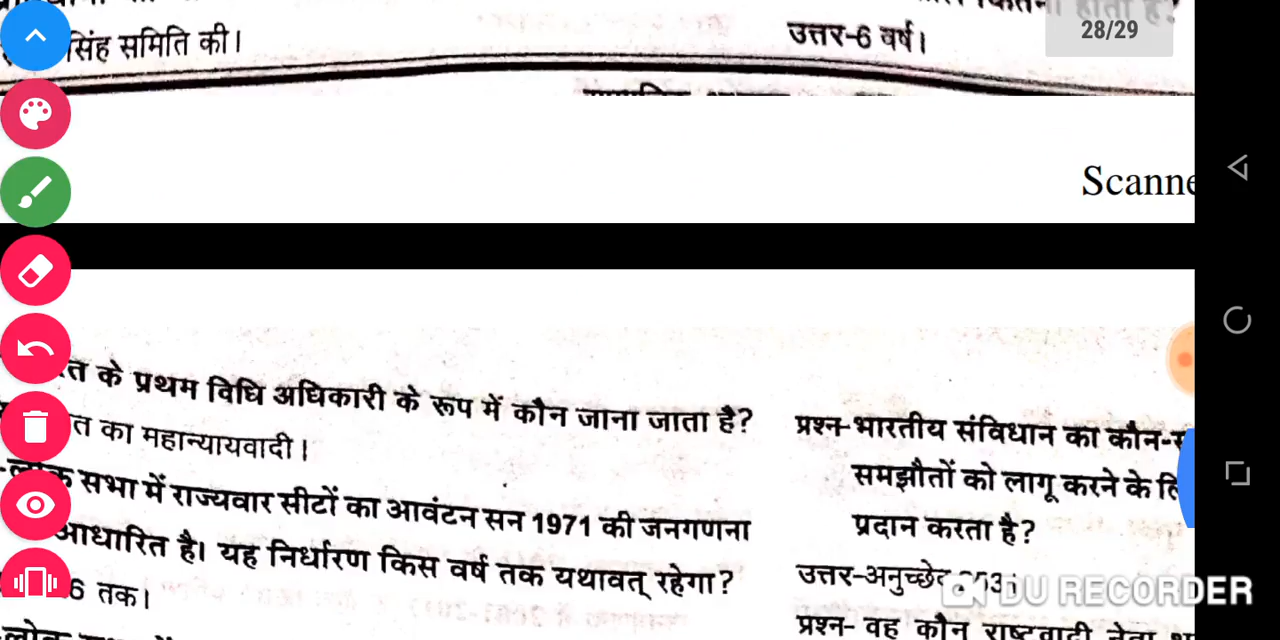 सिंह समिति की।
उत्तर-6 वर्ष।
28/29
Scanne
के प्रथम विधि अधिकारी के रूप में कौन जाना जाता है?
का महान्यायवादी।
-लोक सभा में राज्यवार सीटों का आवंटन सन 1971 की जनगणना
आधारित है। यह निर्धारण किस वर्ष तक यथावत् रहेगा?
6 तक।
प्रश्न-भारतीय संविधान का कौन-स
समझौतों को लागू करने के लि
प्रदान करता है?
उत्तर-अनुच्छेद
प्रश्न- वह कौन राष्ट्रवादी नेता
DU RECORDER